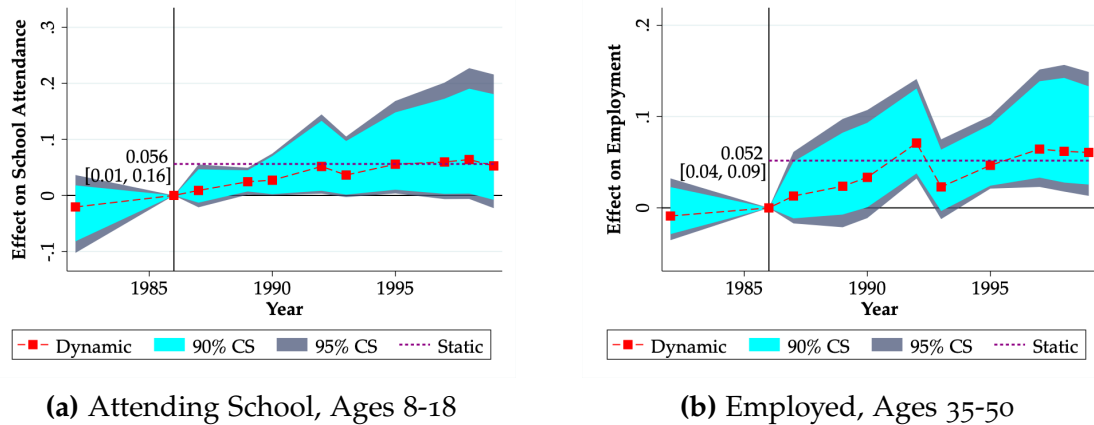 Effect on School Attendance
.3
.2
.1
0
-.1
0.056
[0.01, 0.16]
1985 1990 1995
Year
Dynamic 90% CS 95% CS Static
(a) Attending School, Ages 8-18
Effect on Employment
.2
.1
0
0.052
[0.04, 0.09]
1985 1990 1995
Year
Dynamic 90% CS 95% CS Static
(b) Employed, Ages 35-50